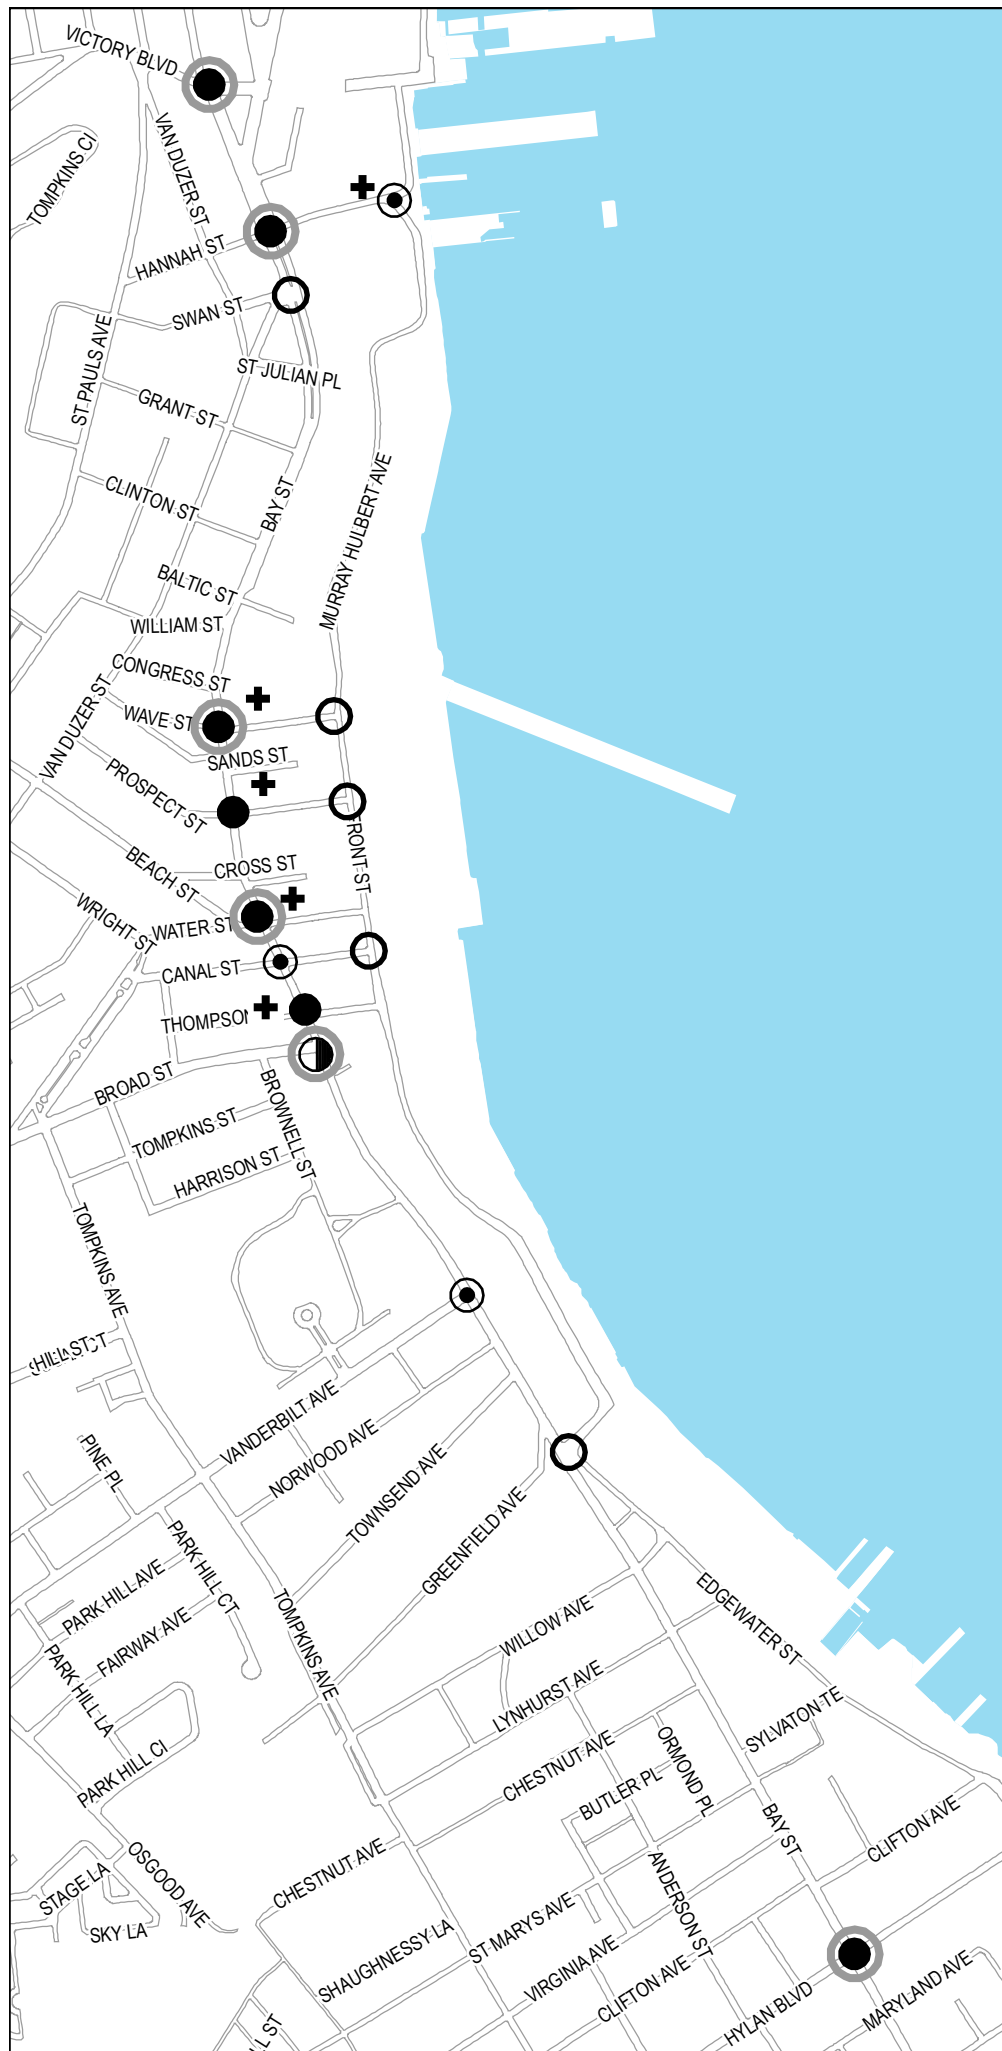 VICTORY BLVD
VAN DUZER ST
TOMPKINS CI
HANNAH ST
SWAN ST
ST PAULS AVE
ST JULIAN PL
GRANT ST
CLINTON ST
BAY ST
MURRAY HULBERT AVE
BALTIC ST
WILLIAM ST
CONGRESS ST
VAN DUZER ST
WAVE ST
SANDS ST
PROSPECT ST
RONT ST
BEACH ST
CROSS ST
WRIGHT ST
WATER ST
CANAL ST
THOMPSON
BROAD ST
BROWNELL ST
TOMPKINS ST
HARRISON ST
TOMPKINS AVE
HILL ST
VANDERBILT AVE
NORWOOD AVE
PINE PL
TOWNSEND AVE
GREENFIELD AVE
PARK HILL CT
PARK HILL AVE
FAIRWAY AVE
TOMPKINS AVE
EDGEWATER ST
WILLOW AVE
PARK HILL LA
LYNHURST AVE
SYLVATON TE
CHESTNUT AVE
ORMOND PL
PARK HILL CI
BUTLER PL
BAY ST
CLIFTON AVE
OSGOOD AVE
CHESTNUT AVE
ANDERSON ST
STAGE LA
SKY LA
ST MARYS AVE
SHAUGHNESSY LA
VIRGINIA AVE
CLIFTON AVE
HYLAN BLVD
MARYLAND AVE
LL ST